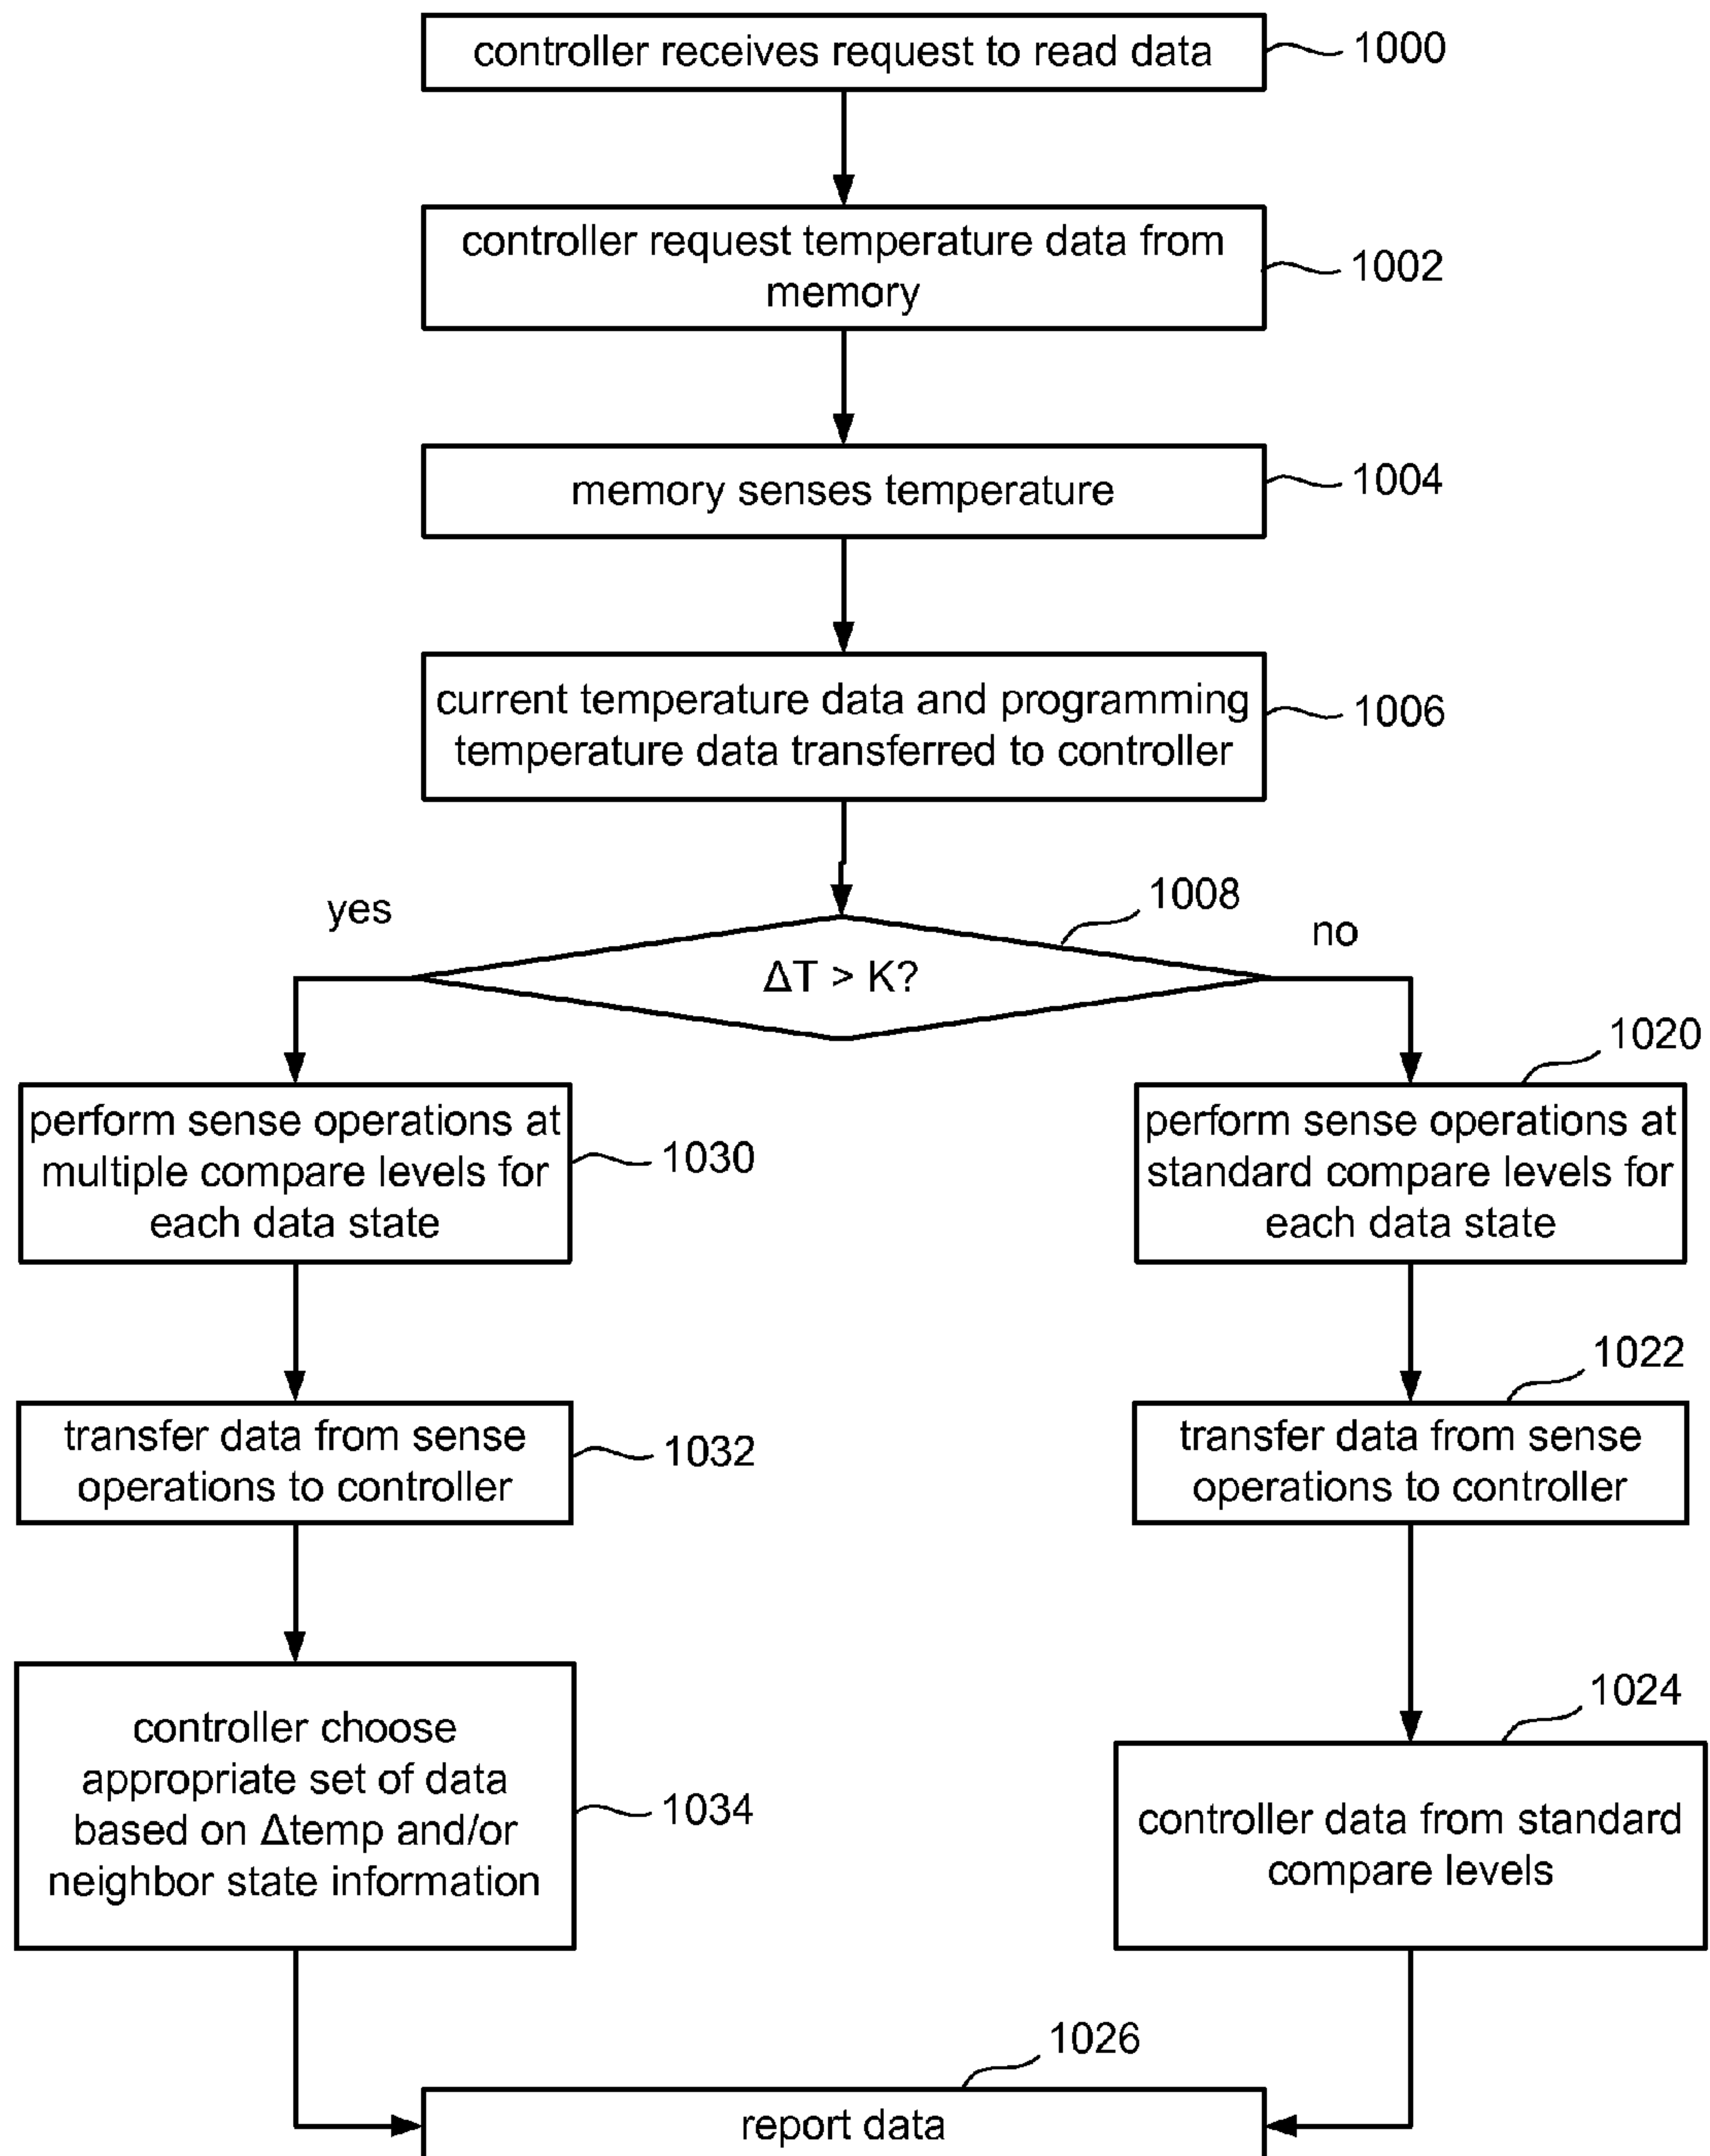 controller receives request to read data
1000
controller request temperature data from
memory
1002
memory senses temperature
1004
current temperature data and programming
temperature data transferred to controller
1006
1008
yes
no
ΔT > K?
1020
perform sense operations at
multiple compare levels for
each data state
1030
perform sense operations at
standard compare levels for
each data state
1022
transfer data from sense
operations to controller
1032
transfer data from sense
operations to controller
1024
controller choose
appropriate set of data
based on Δtemp and/or
neighbor state information
1034
controller data from standard
compare levels
1026
report data